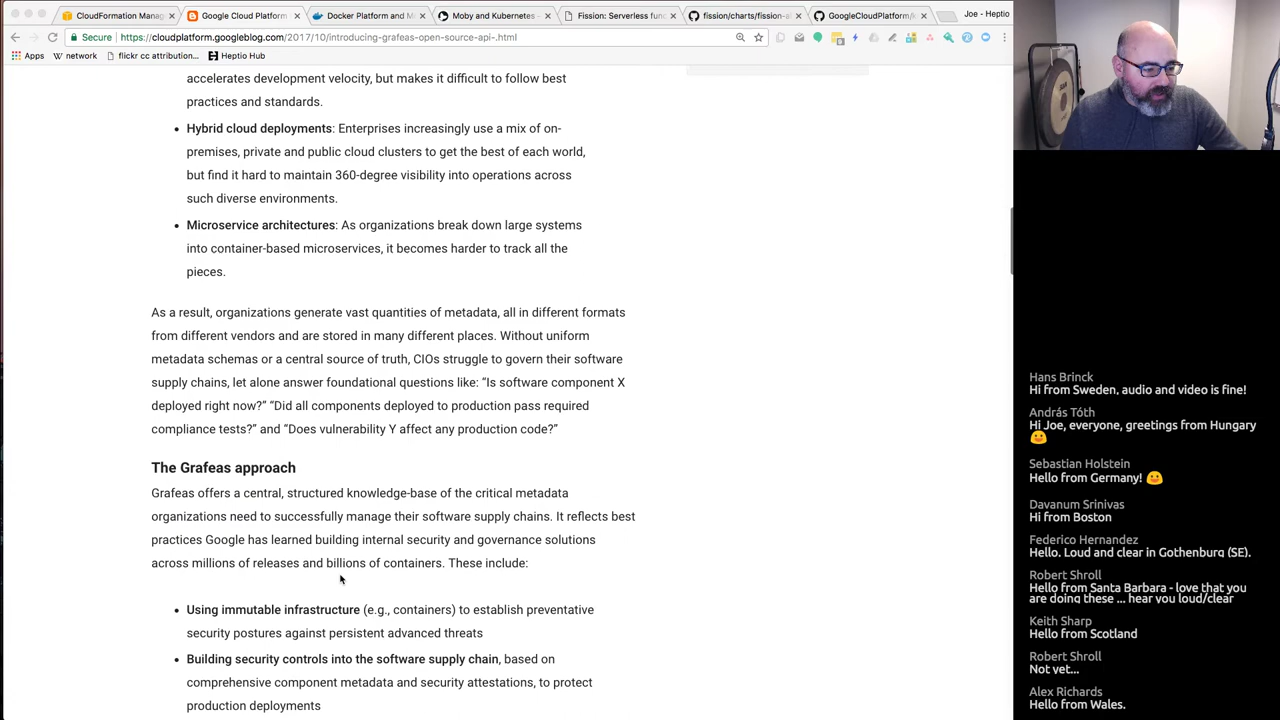 CloudFormation Mana
Google Cloud Platform
Docker Platform and M
Moby and Kubernetes -
Fission: Serverless fun
fission/charts/fission-a
GoogleCloudPlatform/
Joe - Heptio
Secure
https://cloudplatform.googleblog.com/2017/10/introducing-grafeas-open-source-api-.html
Apps
network
flickr cc attribution...
Heptio Hub
accelerates development velocity, but makes it difficult to follow best
practices and standards.
• Hybrid cloud deployments: Enterprises increasingly use a mix of on-
premises, private and public cloud clusters to get the best of each world,
but find it hard to maintain 360-degree visibility into operations across
such diverse environments.
• Microservice architectures: As organizations break down large systems
into container-based microservices, it becomes harder to track all the
pieces.
As a result, organizations generate vast quantities of metadata, all in different formats
from different vendors and are stored in many different places. Without uniform
metadata schemas or a central source of truth, CIOs struggle to govern their software
supply chains, let alone answer foundational questions like: “Is software component X
deployed right now?” “Did all components deployed to production pass required
compliance tests?” and “Does vulnerability Y affect any production code?”
The Grafeas approach
Grafeas offers a central, structured knowledge-base of the critical metadata
organizations need to successfully manage their software supply chains. It reflects best
practices Google has learned building internal security and governance solutions
across millions of releases and billions of containers. These include:
• Using immutable infrastructure (e.g., containers) to establish preventative
security postures against persistent advanced threats
• Building security controls into the software supply chain, based on
comprehensive component metadata and security attestations, to protect
production deployments
Hans Brinck
Hi from Sweden, audio and video is fine!
András Tóth
Hi Joe, everyone, greetings from Hungary
Sebastian Holstein
Hello from Germany!
Davanum Srinivas
Hi from Boston
Federico Hernandez
Hello. Loud and clear in Gothenburg (SE).
Robert Shroll
Hello from Santa Barbara - love that you
are doing these ... hear you loud/clear
Keith Sharp
Hello from Scotland
Robert Shroll
Not yet...
Alex Richards
Hello from Wales.